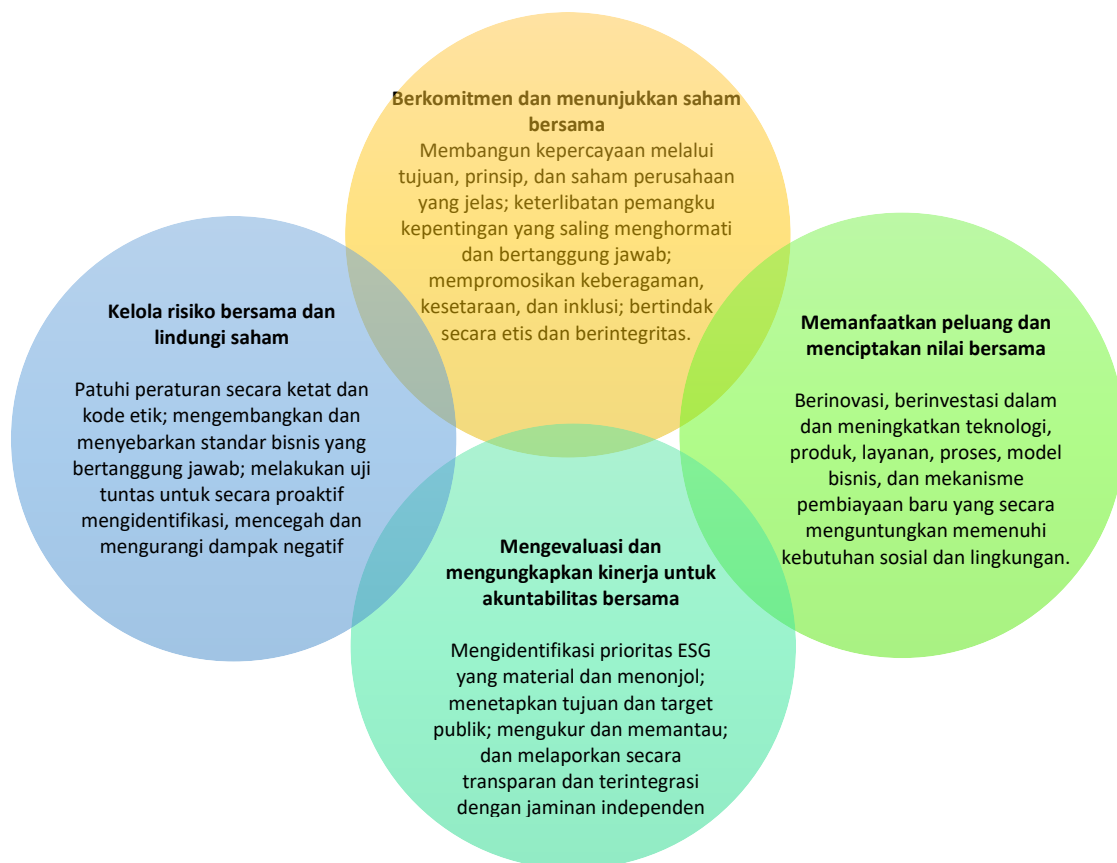 Berkomitmen dan menunjukkan saham
bersama
Membangun kepercayaan melalui
tujuan, prinsip, dan saham perusahaan
yang jelas; keterlibatan pemangku
kepentingan yang saling menghormati
dan bertanggung jawab;
mempromosikan keberagaman,
kesetaraan, dan inklusi; bertindak
secara etis dan berintegritas.
Kelola risiko bersama dan
lindungi saham
Patuhi peraturan secara ketat dan
kode etik; mengembangkan dan
menyebarkan standar bisnis yang
bertanggung jawab; melakukan uji
tuntas untuk secara proaktif
mengidentifikasi, mencegah dan
mengurangi dampak negatif
Memanfaatkan peluang dan
menciptakan nilai bersama
Berinovasi, berinvestasi dalam
dan meningkatkan teknologi,
produk, layanan, proses, model
bisnis, dan mekanisme
pembiayaan baru yang secara
menguntungkan memenuhi
kebutuhan sosial dan lingkungan.
Mengevaluasi dan
mengungkapkan kinerja untuk
akuntabilitas bersama
Mengidentifikasi prioritas ESG
yang material dan menonjol;
menetapkan tujuan dan target
publik; mengukur dan memantau;
dan melaporkan secara
transparan dan terintegrasi
dengan jaminan independen